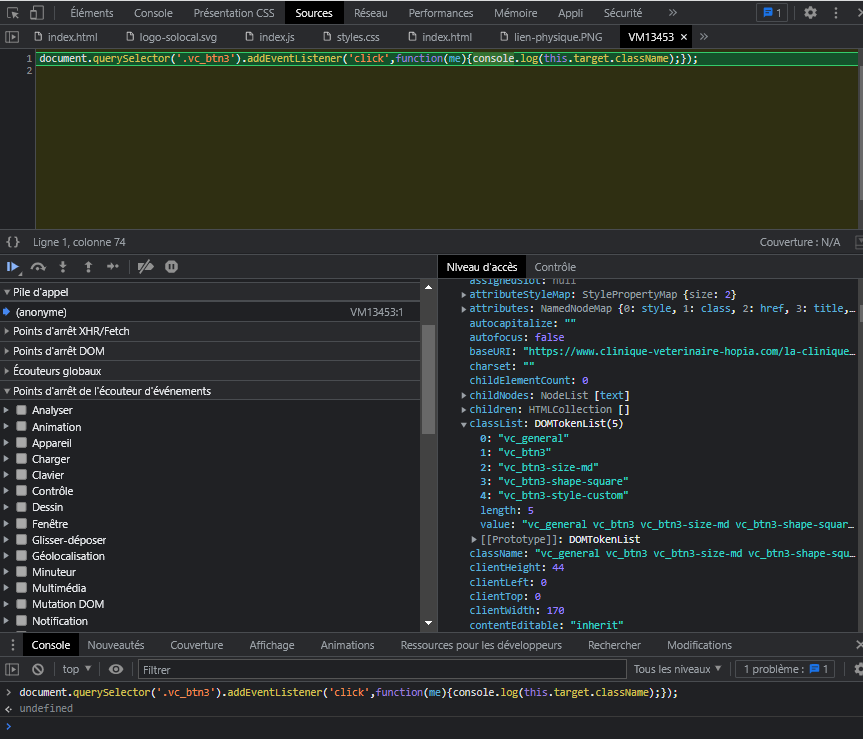 Éléments Console Présentation CSS Sources Réseau Performances Mémoire Appli Sécurité » 1
index.html logo-solocal.svg index.js styles.css index.html lien-physique.PNG VM13453 × »
1 document.querySelector('.vc_btn3').addEventListener('click',function(me){console.log(this.target.className);});
2
{} Ligne 1, colonne 74 Couverture : N/A
Niveau d'accès Contrôle
Pile d'appel
(anonyme) VM13453:1
Points d'arrêt XHR/Fetch
Points d'arrêt DOM
Écouteurs globaux
Points d'arrêt de l'écouteur d'événements
Analyser
Animation
Appareil
Charger
Clavier
Contrôle
Dessin
Fenêtre
Glisser-déposer
Géolocalisation
Minuteur
Multimédia
Mutation DOM
Notification
assignedSlot: null
attributeStyleMap: StylePropertyMap {size: 2}
attributes: NamedNodeMap {0: style, 1: class, 2: href, 3: title,…
autocapitalize: ""
autofocus: false
baseURI: "https://www.clinique-veterinaire-hopia.com/la-clinique…
charset: ""
childElementCount: 0
childNodes: NodeList [text]
children: HTMLCollection []
classList: DOMTokenList(5)
0: "vc_general"
1: "vc_btn3"
2: "vc_btn3-size-md"
3: "vc_btn3-shape-square"
4: "vc_btn3-style-custom"
length: 5
value: "vc_general vc_btn3 vc_btn3-size-md vc_btn3-shape-squar…
[[Prototype]]: DOMTokenList
className: "vc_general vc_btn3 vc_btn3-size-md vc_btn3-shape-squ…
clientHeight: 44
clientLeft: 0
clientTop: 0
clientWidth: 170
contentEditable: "inherit"
Console Nouveautés Couverture Affichage Animations Ressources pour les développeurs Rechercher Modifications
top Filtrer Tous les niveaux 1 problème : 1
document.querySelector('.vc_btn3').addEventListener('click',function(me){console.log(this.target.className);});
undefined